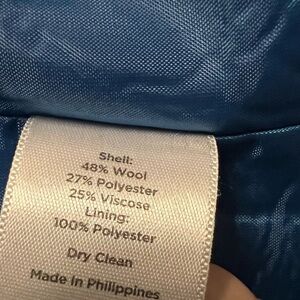 Shell:
48% Wool
27% Polyester
25% Viscose
Lining:
100% Polyester
Dry Clean
Made in Philippines